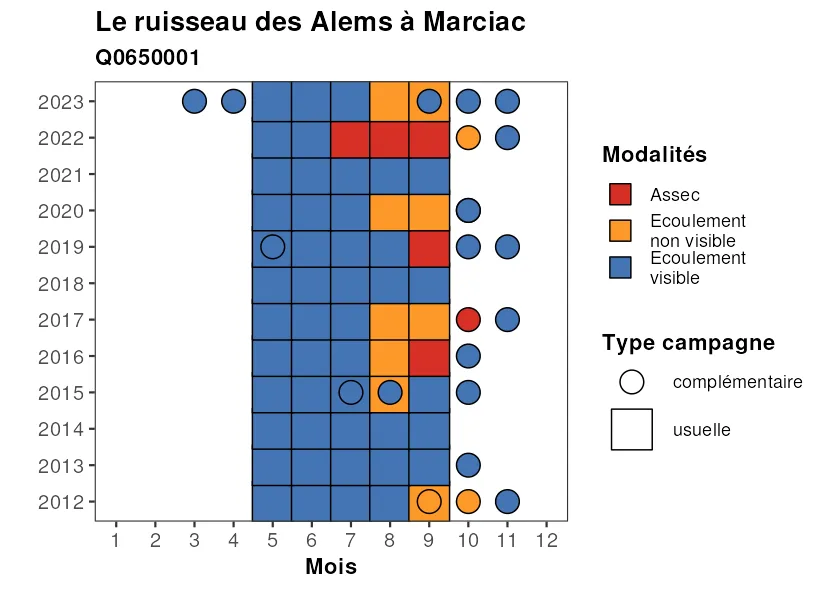 Le ruisseau des Alems à Marciac
Q0650001
2023
2022
2021
2020
2019
2018
2017
2016
2015
2014
2013
2012
1 2 3 4 5 6 7 8 9 10 11 12
Mois
Modalités
Assec
Ecoulement
non visible
Ecoulement
visible
Type campagne
complémentaire
usuelle